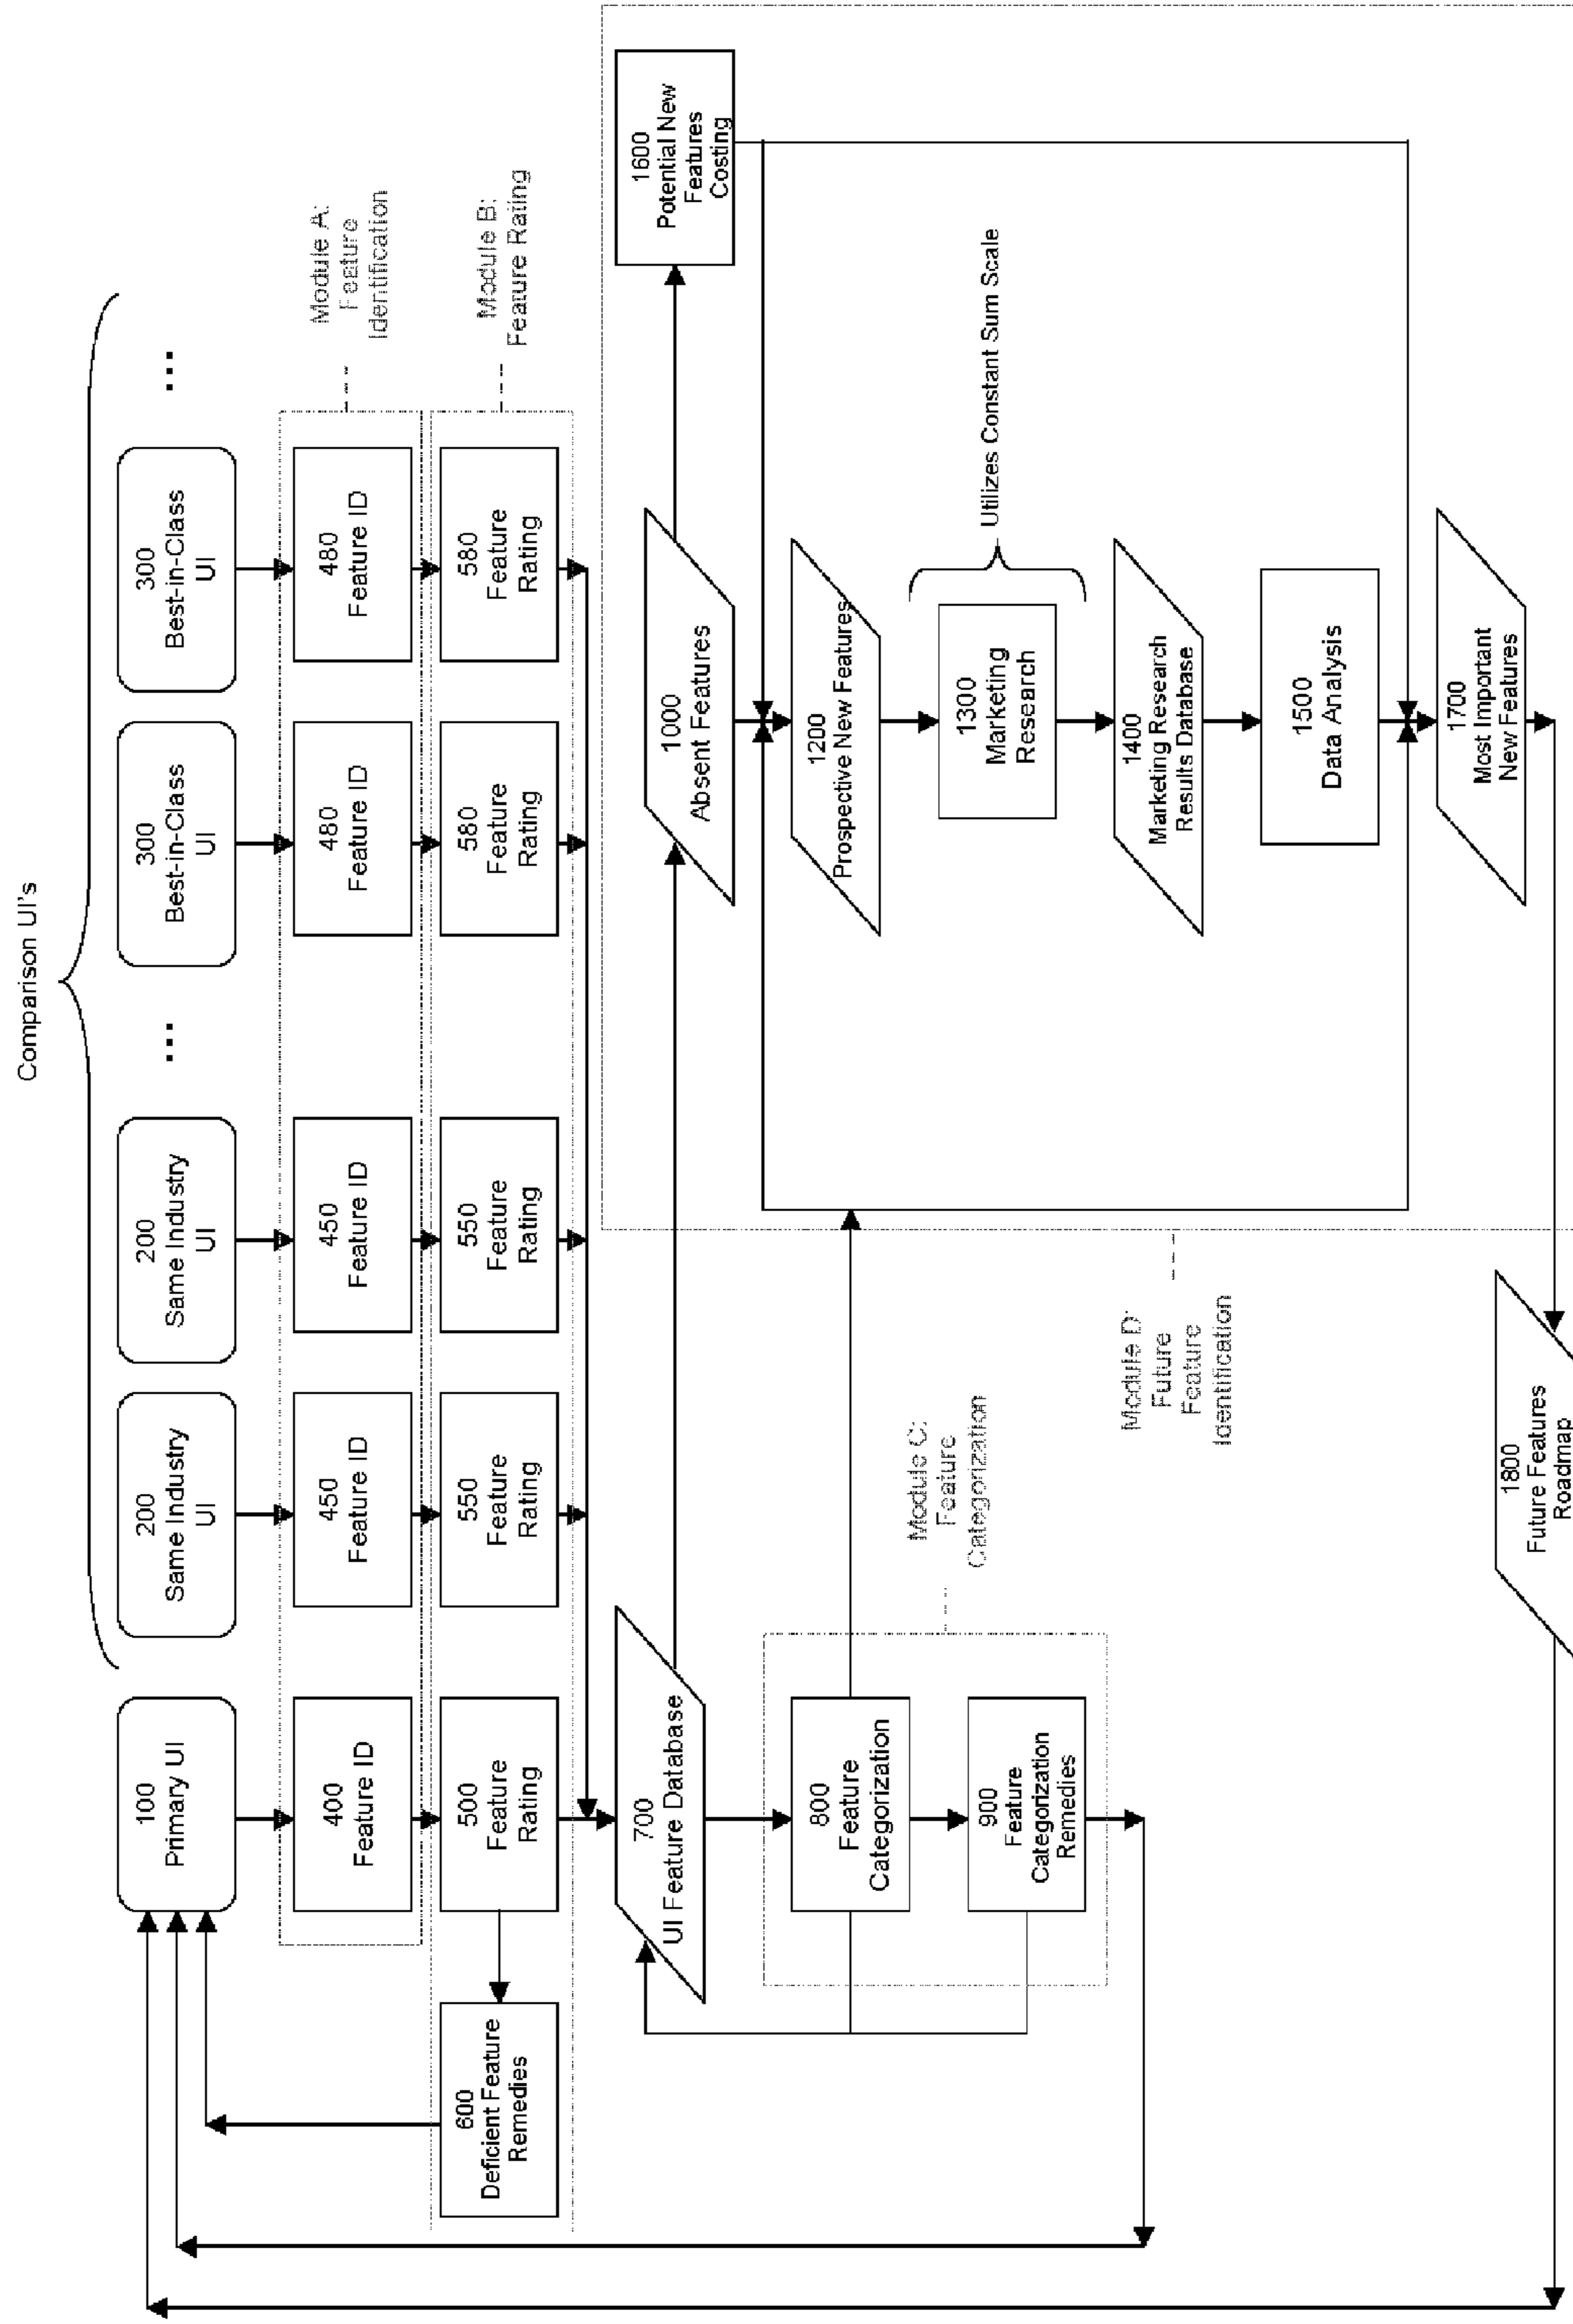 Comparison UI's
100
Primary UI
200
Same Industry
UI
200
Same Industry
UI
...
300
Best-in-Class
UI
300
Best-in-Class
UI
...
400
Feature ID
450
Feature ID
450
Feature ID
480
Feature ID
480
Feature ID
Module A:
Feature
Identification
600
Deficient Feature
Remedies
500
Feature
Rating
550
Feature
Rating
550
Feature
Rating
580
Feature
Rating
580
Feature
Rating
Module B:
Feature Rating
700
UI Feature Database
1000
Absent Features
1600
Potential New
Features
Costing
800
Feature
Categorization
900
Feature
Categorization
Remedies
Module C:
Feature
Categorization
1200
Prospective New Features
1300
Marketing
Research
Utilizes Constant Sum Scale
1400
Marketing Research
Results Database
1500
Data Analysis
Module D:
Future
Feature
Identification
1700
Most Important
New Features
1800
Future Features
Roadmap